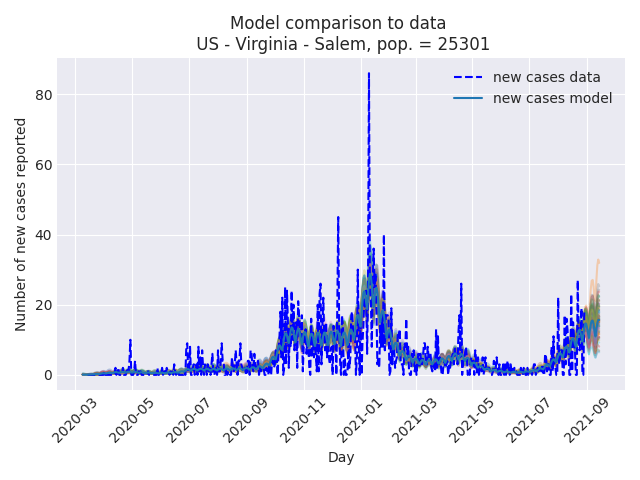 Model comparison to data
US - Virginia - Salem, pop. = 25301
new cases data
new cases model
Number of new cases reported
80
60
40
20
0
2020-03
2020-05
2020-07
2020-09
2020-11
2021-01
2021-03
2021-05
2021-07
2021-09
Day